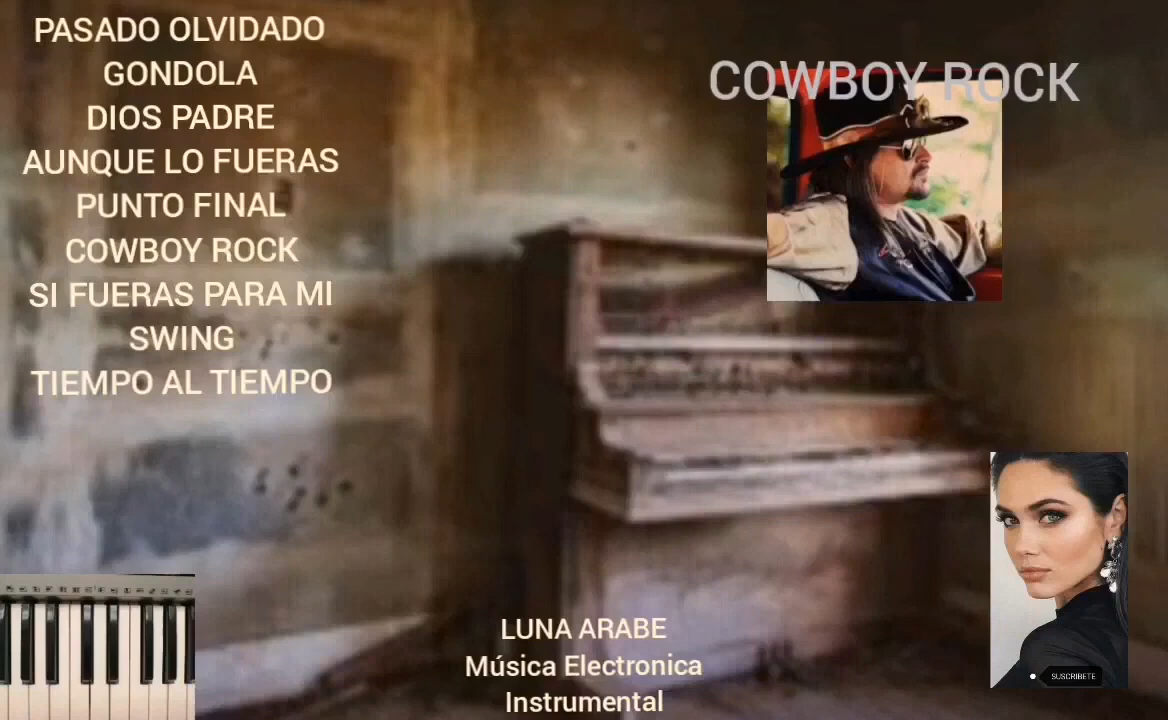 PASADO OLVIDADO
GONDOLA
DIOS PADRE
AUNQUE LO FUERAS
PUNTO FINAL
COWBOY ROCK
SI FUERAS PARA MI
SWING
TIEMPO AL TIEMPO
COWBOY ROCK
SUSCRIBETE
LUNA ARABE
Música Electronica
Instrumental